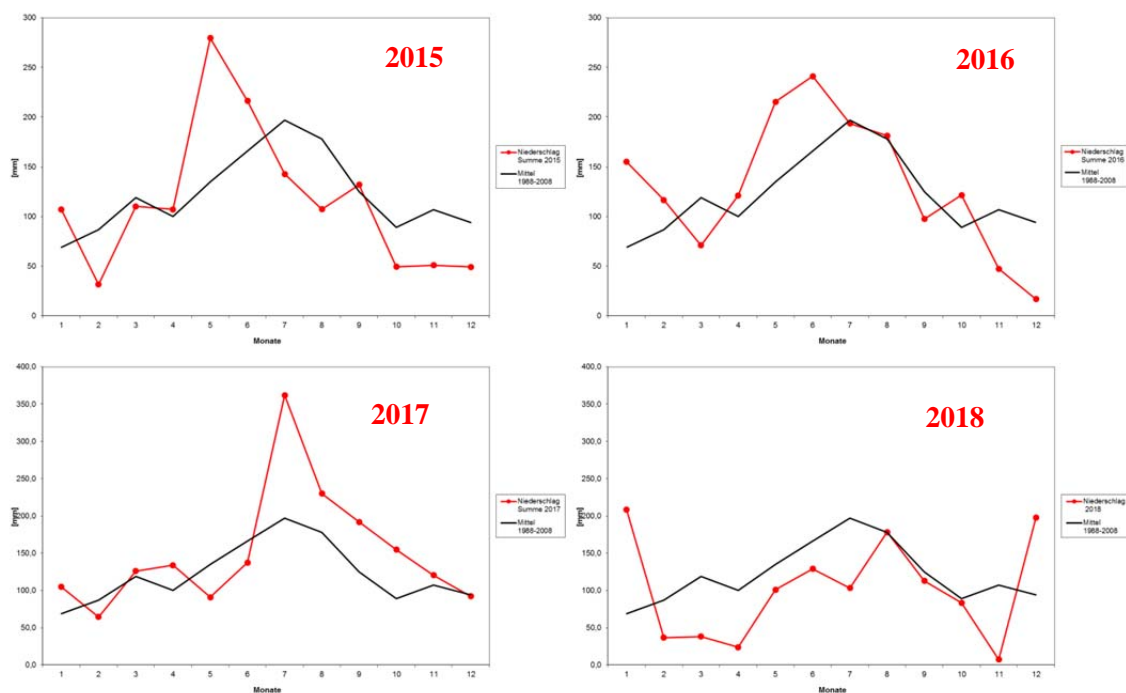 300
250
200
150
100
50
0
[mm]
2015
1 2 3 4 5 6 7 8 9 10 11 12
Monate
Niederschlag
Summe 2015
Mittel
1988-2008
300
250
200
150
100
50
0
[mm]
2016
1 2 3 4 5 6 7 8 9 10 11 12
Monate
Niederschlag
Summe 2016
Mittel
1988-2008
400,0
350,0
300,0
250,0
200,0
150,0
100,0
50,0
0,0
[mm]
2017
1 2 3 4 5 6 7 8 9 10 11 12
Monate
Niederschlag
Summe 2017
Mittel
1988-2008
400,0
350,0
300,0
250,0
200,0
150,0
100,0
50,0
0,0
[mm]
2018
1 2 3 4 5 6 7 8 9 10 11 12
Monate
Niederschlag
2018
Mittel
1988-2008